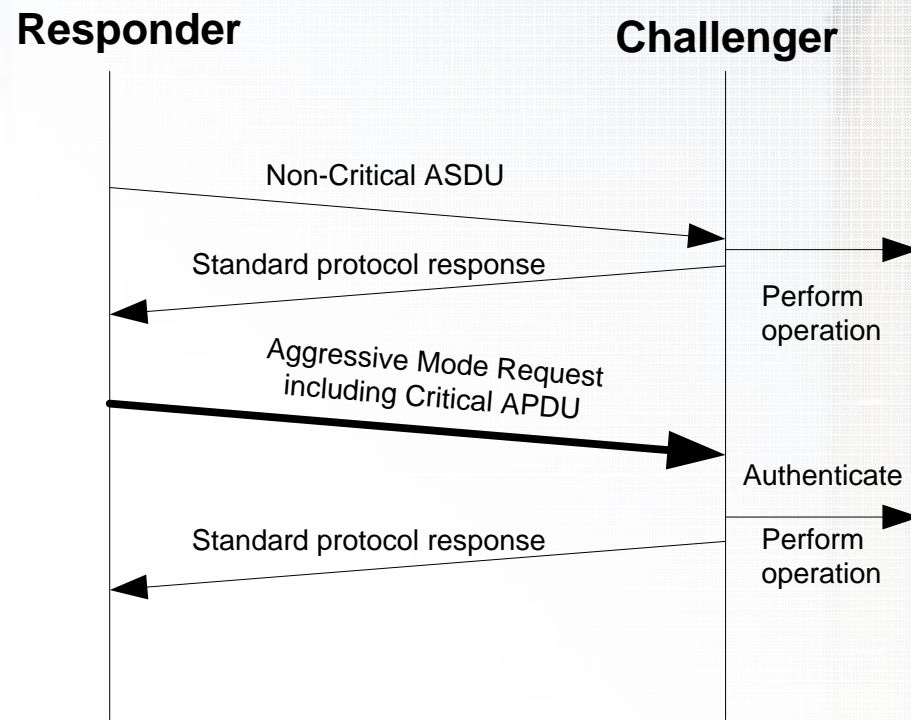 Responder
Challenger
Non-Critical ASDU
Standard protocol response
Perform
operation
Aggressive Mode Request
including Critical APDU
Authenticate
Standard protocol response
Perform
operation